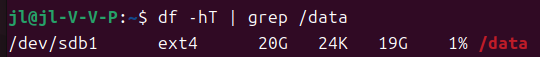 jl@jl-V-V-P:~$ df -hT | grep /data
/dev/sdb1 ext4 20G 24K 19G 1% /data